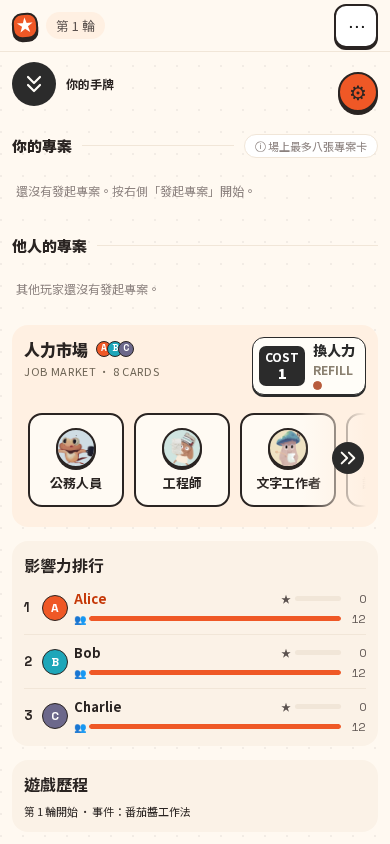 第 1 輪
…
你的手牌
你的專案
ⓘ 場上最多八張專案卡
還沒有發起專案。按右側「發起專案」開始。
他人的專案
其他玩家還沒有發起專案。
人力市場 A B C
JOB MARKET · 8 CARDS
COST 1
換人力
REFILL
公務人員
工程師
文字工作者
影響力排行
1 A Alice ★ 0
12
2 B Bob ★ 0
12
3 C Charlie ★ 0
12
遊戲歷程
第 1 輪開始 · 事件：番茄醬工作法